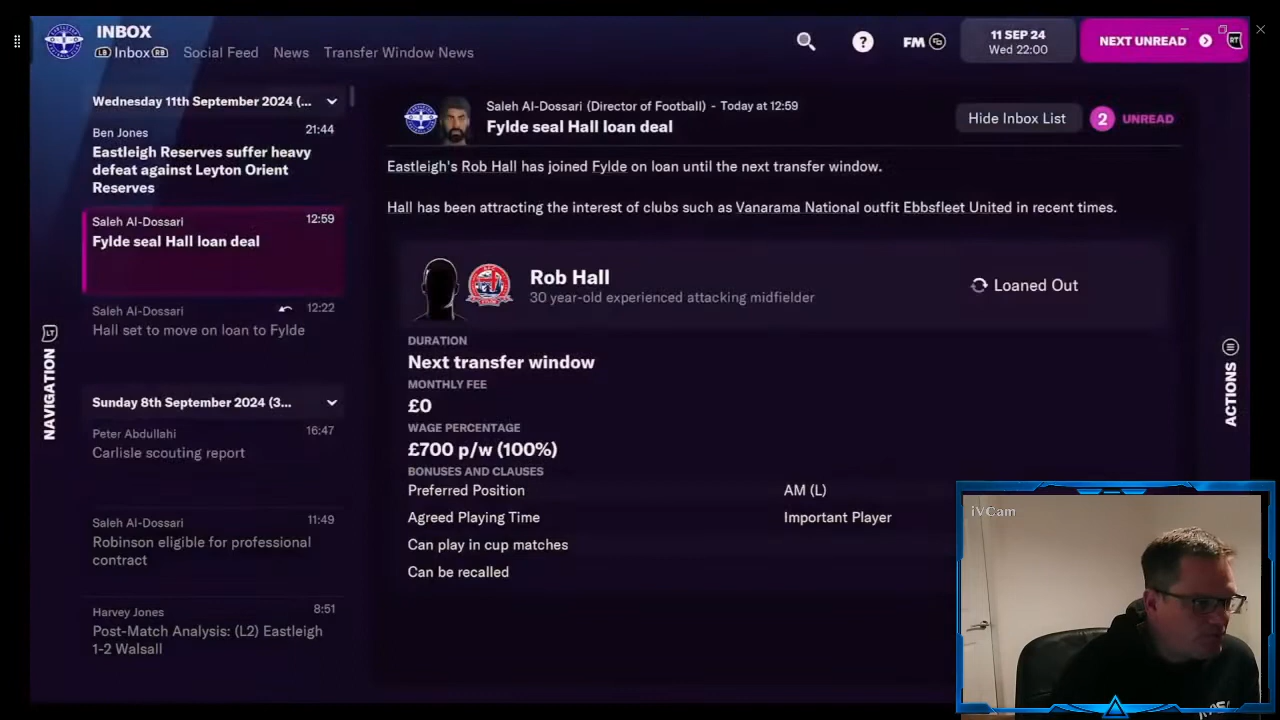 INBOX
LB Inbox RB Social Feed News Transfer Window News
?
FM
11 SEP 24
Wed 22:00
NEXT UNREAD
RT
Wednesday 11th September 2024 (...
Ben Jones 21:44
Eastleigh Reserves suffer heavy
defeat against Leyton Orient
Reserves
Saleh Al-Dossari 12:59
Fylde seal Hall loan deal
Saleh Al-Dossari 12:22
Hall set to move on loan to Fylde
Sunday 8th September 2024 (3...
Peter Abdullahi 16:47
Carlisle scouting report
Saleh Al-Dossari 11:49
Robinson eligible for professional
contract
Harvey Jones 8:51
Post-Match Analysis: (L2) Eastleigh
1-2 Walsall
Saleh Al-Dossari (Director of Football) - Today at 12:59
Fylde seal Hall loan deal
Hide Inbox List
2 UNREAD
Eastleigh's Rob Hall has joined Fylde on loan until the next transfer window.
Hall has been attracting the interest of clubs such as Vanarama National outfit Ebbsfleet United in recent times.
Rob Hall
30 year-old experienced attacking midfielder
Loaned Out
DURATION
Next transfer window
MONTHLY FEE
£0
WAGE PERCENTAGE
£700 p/w (100%)
BONUSES AND CLAUSES
Preferred Position AM (L)
Agreed Playing Time Important Player
Can play in cup matches
Can be recalled
LT
NAVIGATION
ACTIONS
iVCam